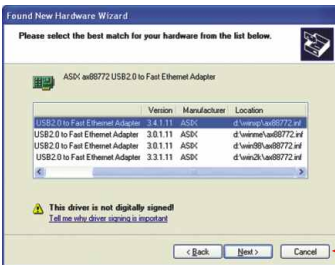 Found New Hardware Wizard
Please select the best match for your hardware from the list below.
ASIX ax88772 USB2.0 to Fast Ethernet Adapter
Version Manufacturer Location
USB2.0 to Fast Ethernet Adapter 3.4.1.11 ASIX d:\winxp\ax88772.inf
USB2.0 to Fast Ethernet Adapter 3.0.1.11 ASIX d:\winme\ax88772.inf
USB2.0 to Fast Ethernet Adapter 3.0.1.11 ASIX d:\win98\ax88772.inf
USB2.0 to Fast Ethernet Adapter 3.3.1.11 ASIX d:\win2k\ax88772.inf
This driver is not digitally signed!
Tell me why driver signing is important
< Back Next > Cancel